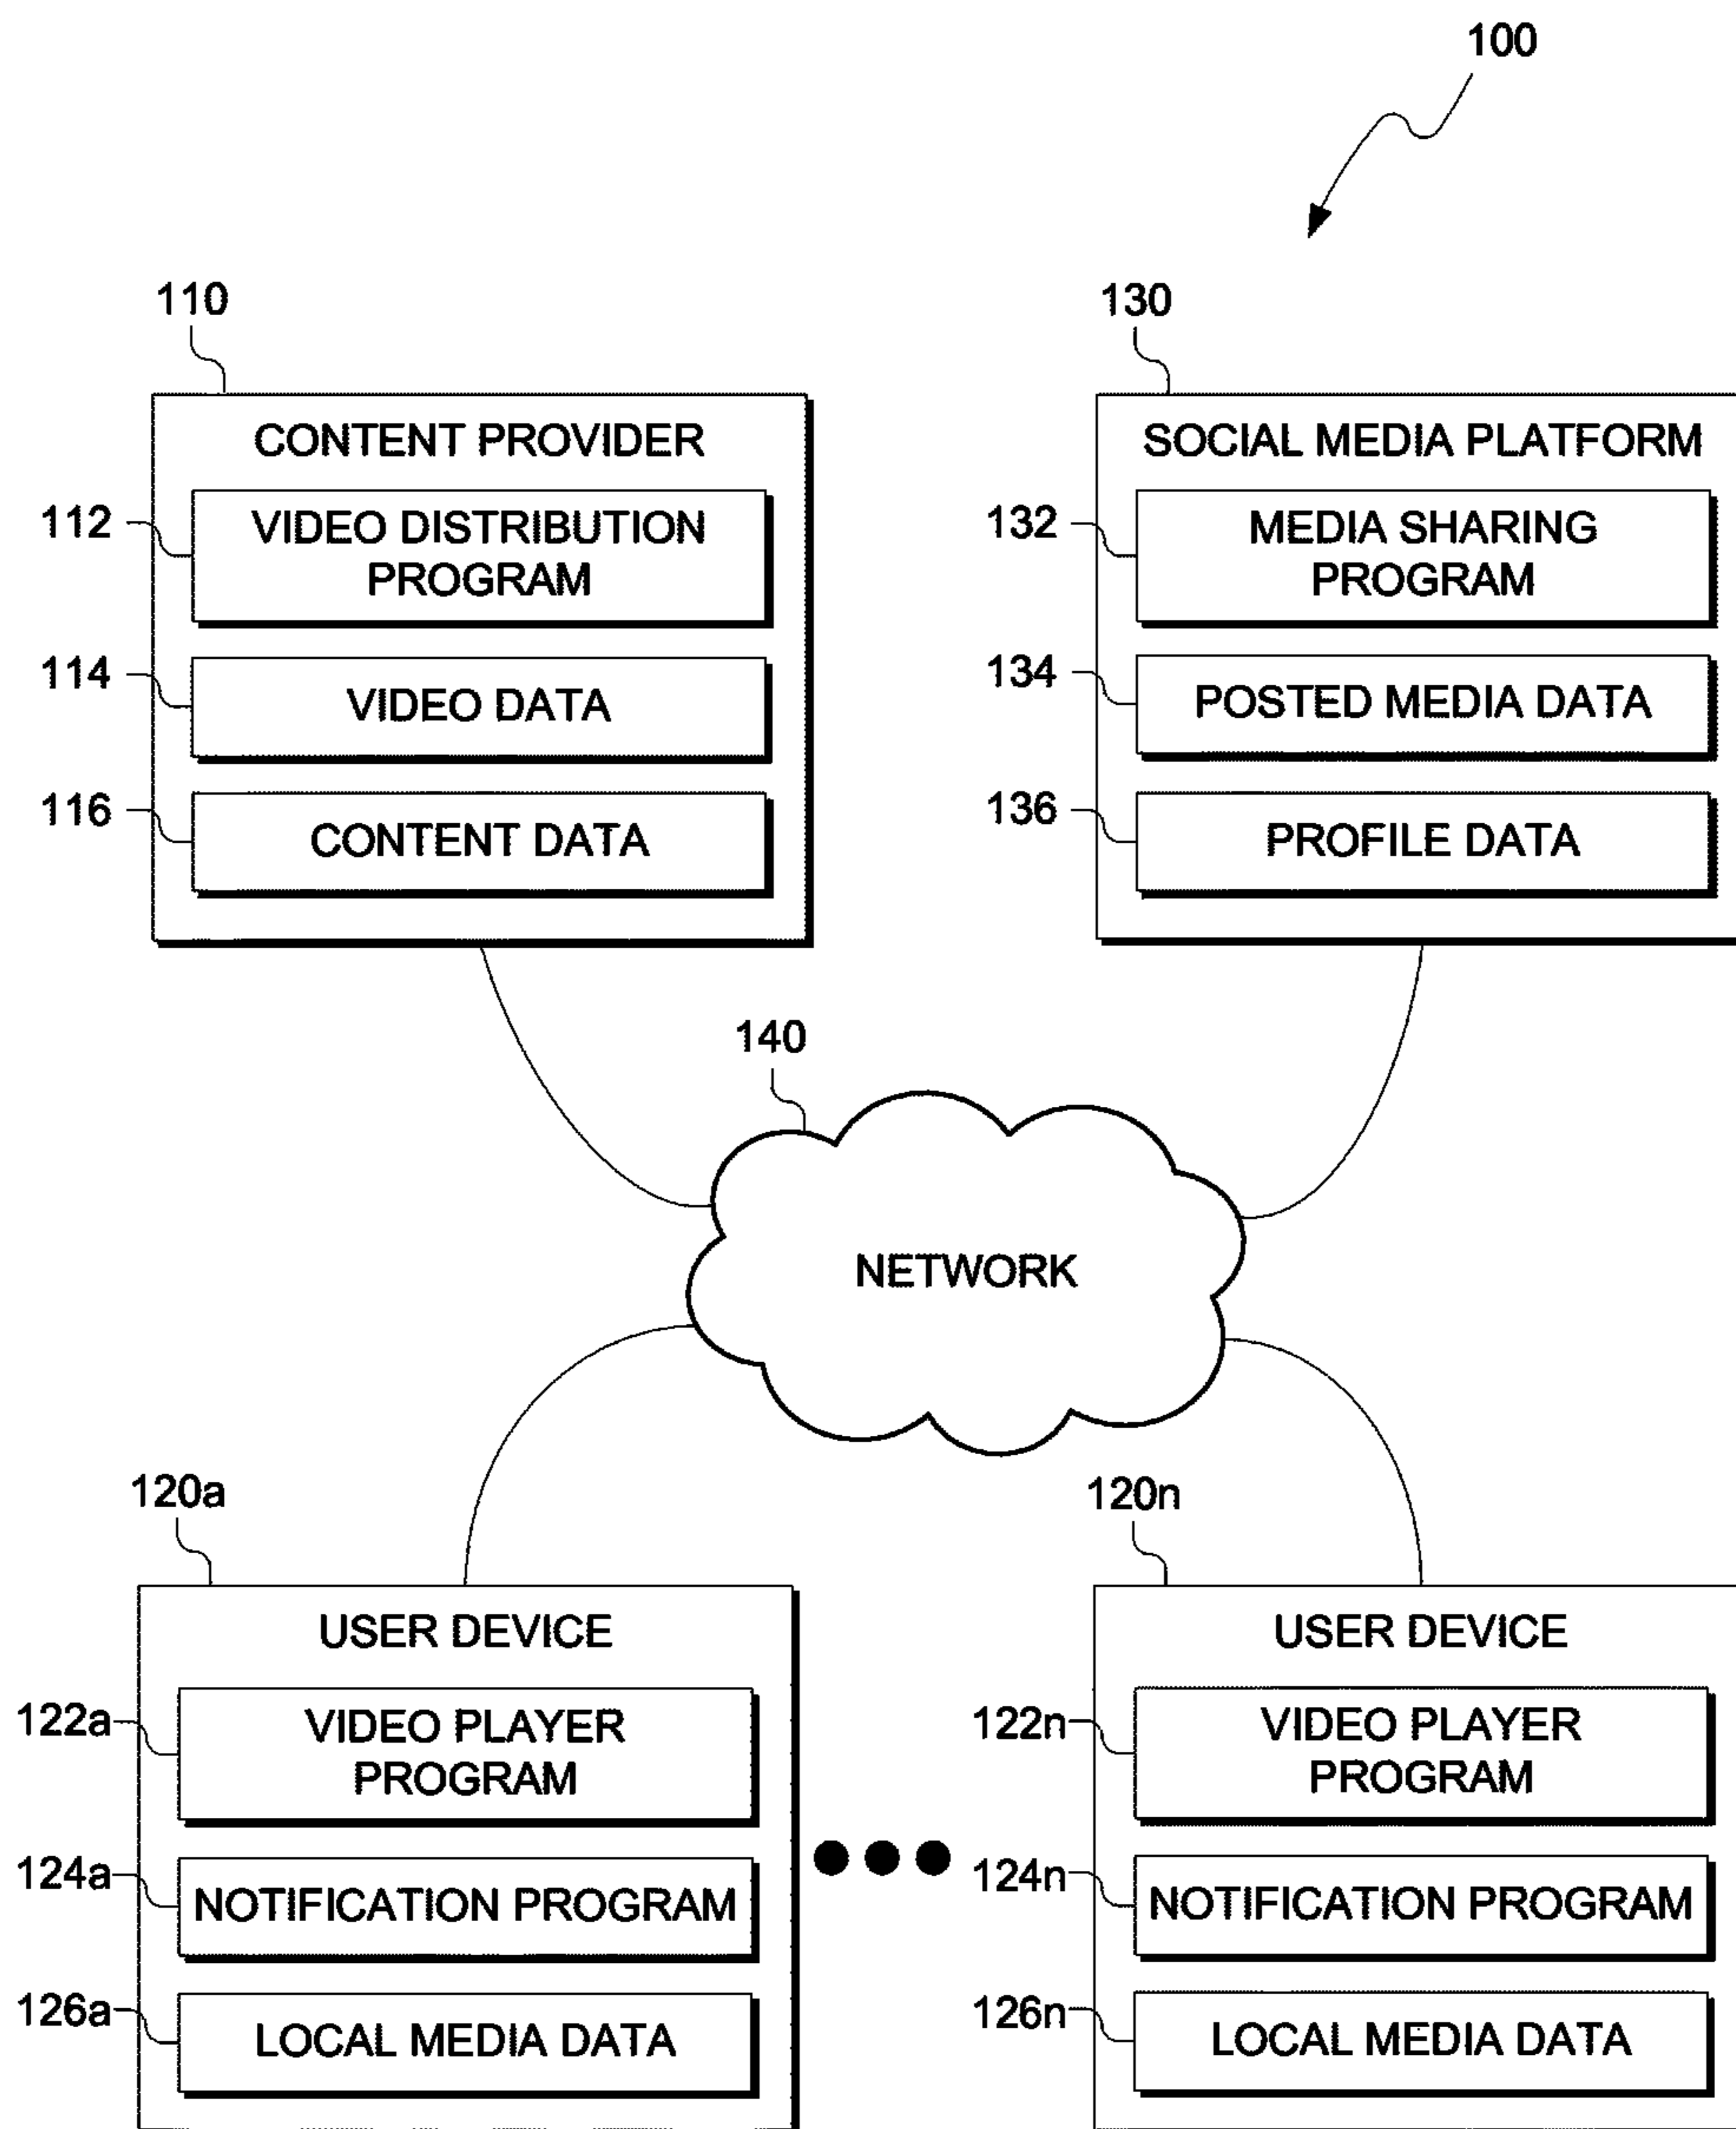 100
110
CONTENT PROVIDER
112
VIDEO DISTRIBUTION
PROGRAM
114
VIDEO DATA
116
CONTENT DATA
130
SOCIAL MEDIA PLATFORM
132
MEDIA SHARING
PROGRAM
134
POSTED MEDIA DATA
136
PROFILE DATA
140
NETWORK
120a
USER DEVICE
122a
VIDEO PLAYER
PROGRAM
124a
NOTIFICATION PROGRAM
126a
LOCAL MEDIA DATA
120n
USER DEVICE
122n
VIDEO PLAYER
PROGRAM
124n
NOTIFICATION PROGRAM
126n
LOCAL MEDIA DATA